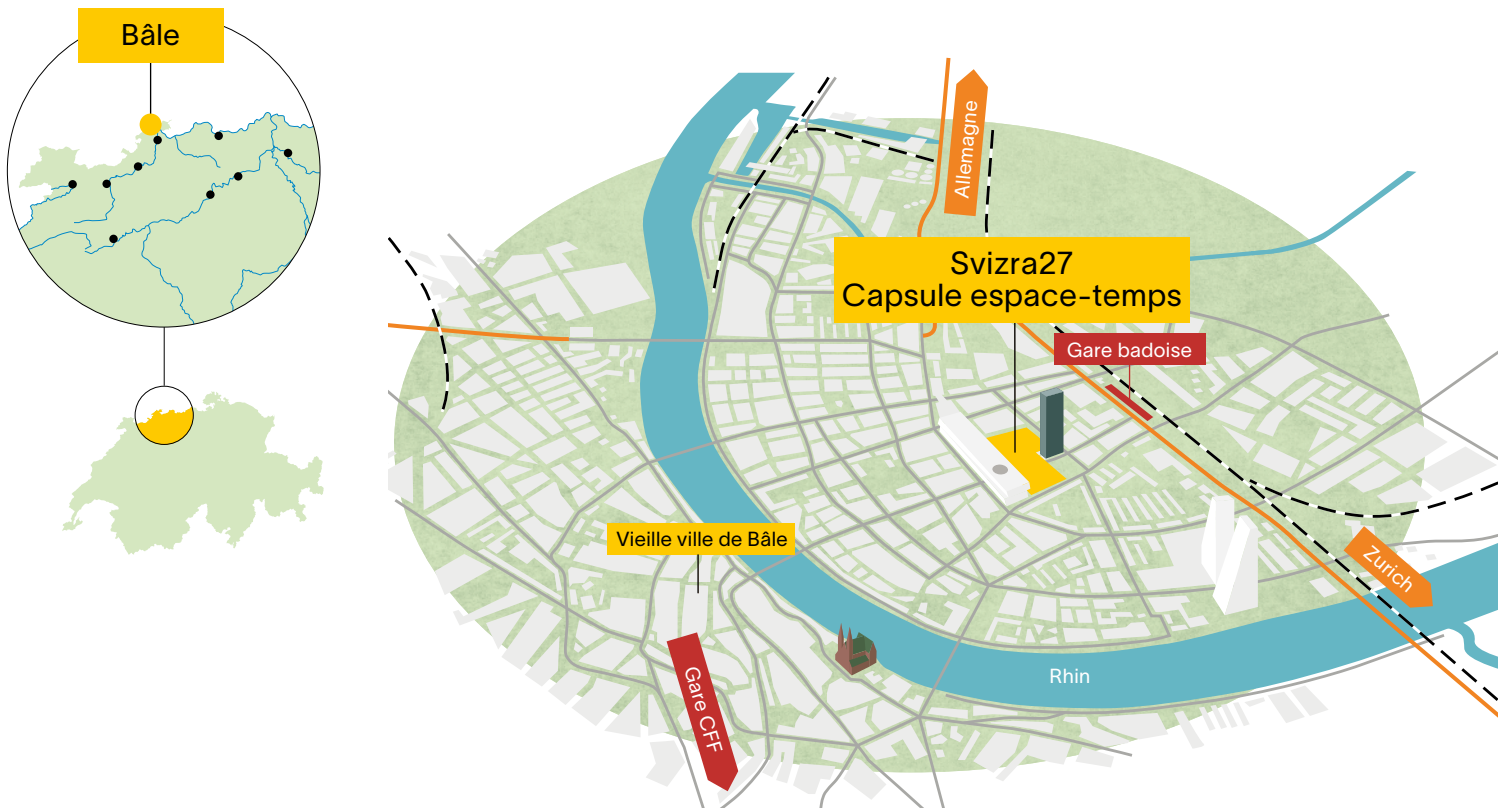 Bâle
Allemagne
Svizra27
Capsule espace-temps
Gare badoise
Vieille ville de Bâle
Zurich
Gare CFF
Rhin